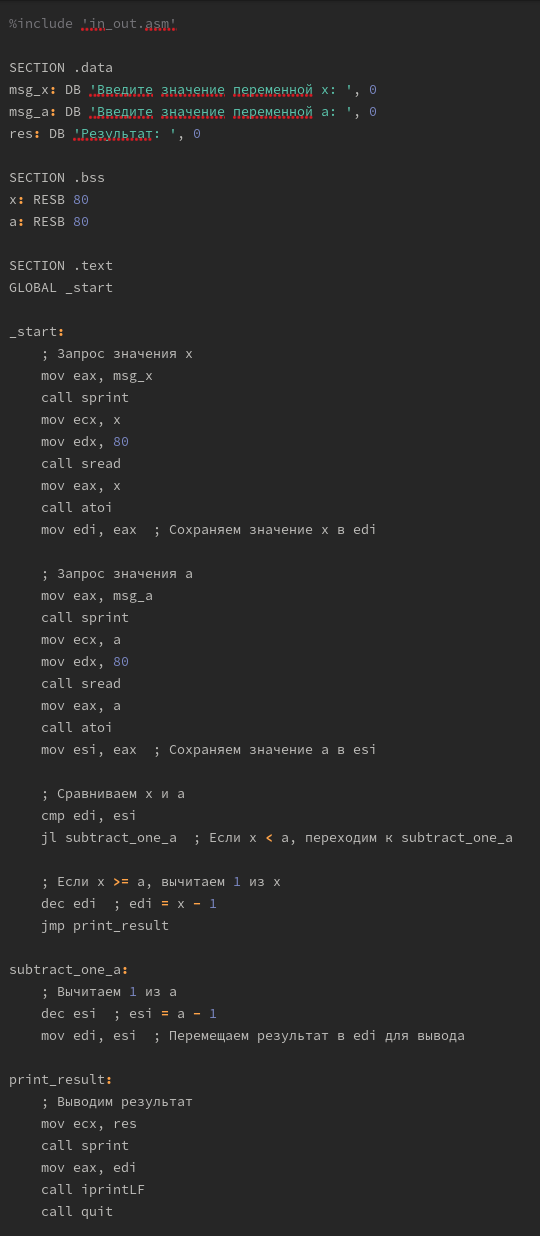 %include 'in_out.asm'

SECTION .data
msg_x: DB 'Введите значение переменной x: ', 0
msg_a: DB 'Введите значение переменной a: ', 0
res: DB 'Результат: ', 0

SECTION .bss
x: RESB 80
a: RESB 80

SECTION .text
GLOBAL _start

_start:
    ; Запрос значения x
    mov eax, msg_x
    call sprint
    mov ecx, x
    mov edx, 80
    call sread
    mov eax, x
    call atoi
    mov edi, eax  ; Сохраняем значение x в edi

    ; Запрос значения a
    mov eax, msg_a
    call sprint
    mov ecx, a
    mov edx, 80
    call sread
    mov eax, a
    call atoi
    mov esi, eax  ; Сохраняем значение a в esi

    ; Сравниваем x и a
    cmp edi, esi
    jl subtract_one_a  ; Если x < a, переходим к subtract_one_a

    ; Если x >= a, вычитаем 1 из x
    dec edi  ; edi = x - 1
    jmp print_result

subtract_one_a:
    ; Вычитаем 1 из a
    dec esi  ; esi = a - 1
    mov edi, esi  ; Перемещаем результат в edi для вывода

print_result:
    ; Выводим результат
    mov ecx, res
    call sprint
    mov eax, edi
    call iprintLF
    call quit